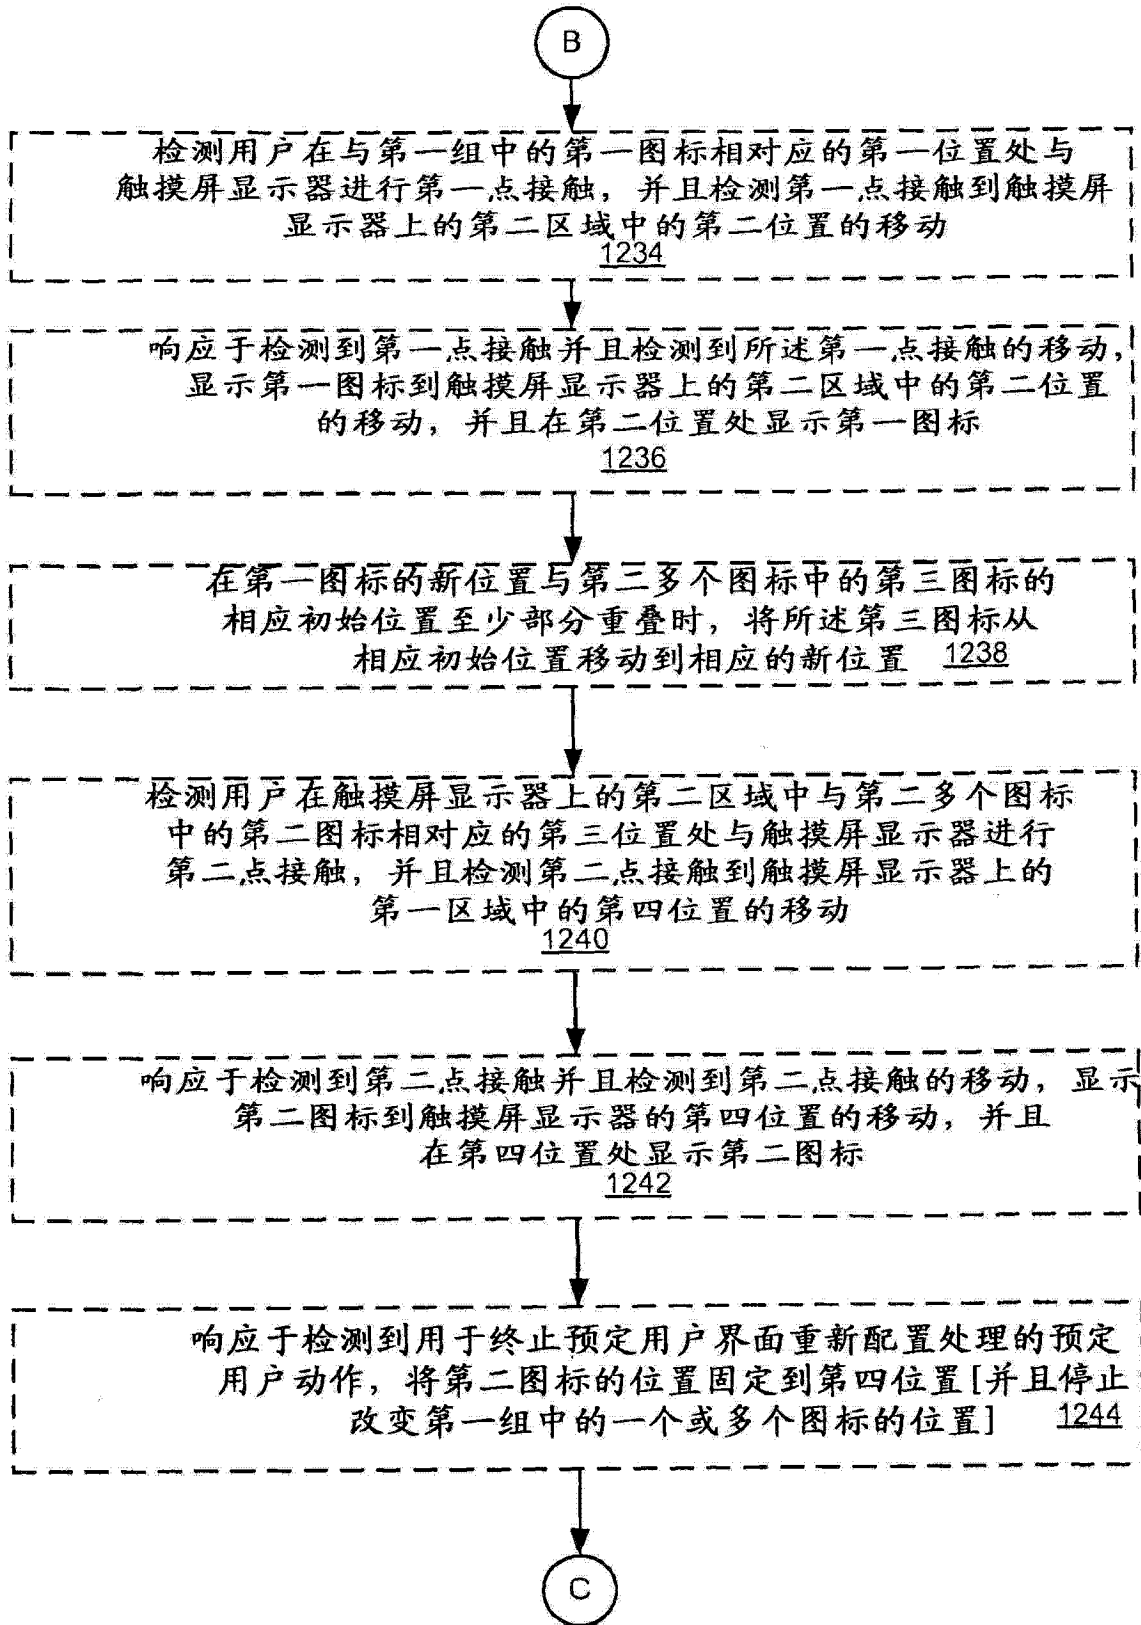 B
检测用户在与第一组中的第一图标相对应的第一位置处与
触摸屏显示器进行第一点接触，并且检测第一点接触到触摸屏
显示器上的第二区域中的第二位置的移动
1234
响应于检测到第一点接触并且检测到所述第一点接触的移动，
显示第一图标到触摸屏显示器上的第二区域中的第二位置
的移动，并且在第二位置处显示第一图标
1236
在第一图标的新位置与第三多个图标中的第三图标的
相应初始位置至少部分重叠时，将所述第三图标从
相应初始位置移动到相应的新位置 1238
检测用户在触摸屏显示器上的第二区域中与第二多个图标
中的第二图标相对应的第三位置处与触摸屏显示器进行
第二点接触，并且检测第二点接触到触摸屏显示器上的
第一区域中的第四位置的移动
1240
响应于检测到第二点接触并且检测到第二点接触的移动，显示
第二图标到触摸屏显示器的第四位置的移动，并且
在第四位置处显示第二图标
1242
响应于检测到用于终止预定用户界面重新配置处理的预定
用户动作，将第二图标的位置固定到第四位置[并且停止
改变第一组中的一个或多个图标的位置] 1244
C